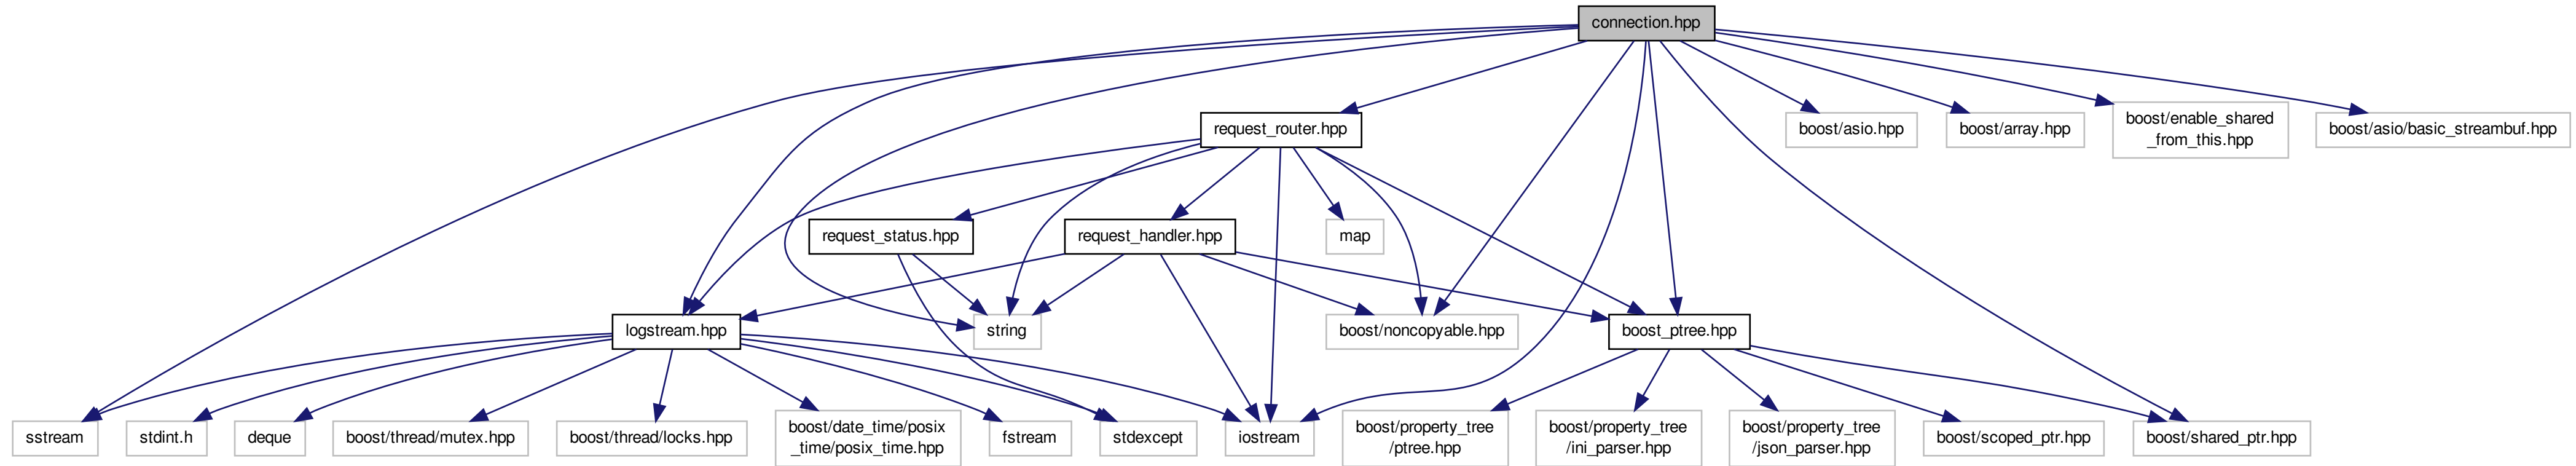 connection.hpp
request_router.hpp
boost/asio.hpp
boost/array.hpp
boost/enable_shared
_from_this.hpp
boost/asio/basic_streambuf.hpp
request_status.hpp
request_handler.hpp
map
logstream.hpp
string
boost/noncopyable.hpp
boost_ptree.hpp
sstream
stdint.h
deque
boost/thread/mutex.hpp
boost/thread/locks.hpp
boost/date_time/posix
_time/posix_time.hpp
fstream
stdexcept
iostream
boost/property_tree
/ptree.hpp
boost/property_tree
/ini_parser.hpp
boost/property_tree
/json_parser.hpp
boost/scoped_ptr.hpp
boost/shared_ptr.hpp